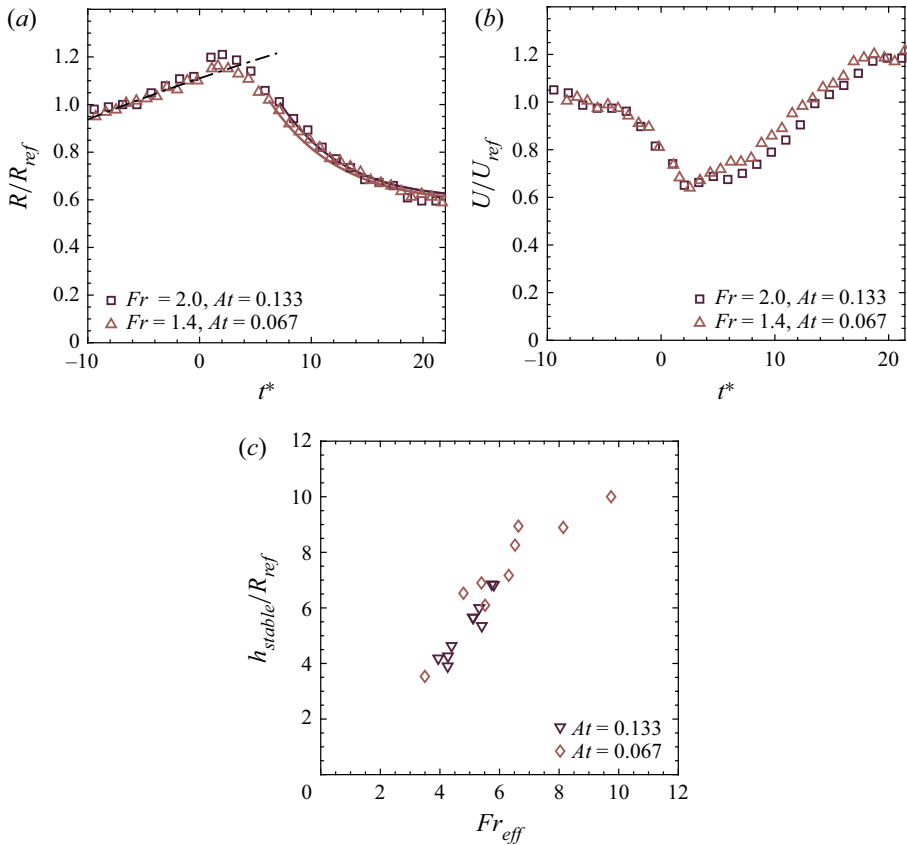 (a)
1.2
1.0
0.8
0.6
0.4
0.2
0
R/R_ref
Fr = 2.0, At = 0.133
Fr = 1.4, At = 0.067
–10 0 10 20
t*
(b)
1.2
1.0
0.8
0.6
0.4
0.2
0
U/U_ref
Fr = 2.0, At = 0.133
Fr = 1.4, At = 0.067
–10 0 10 20
t*
(c)
12
10
8
6
4
2
h_stable/R_ref
At = 0.133
At = 0.067
0 2 4 6 8 10 12
Fr_eff